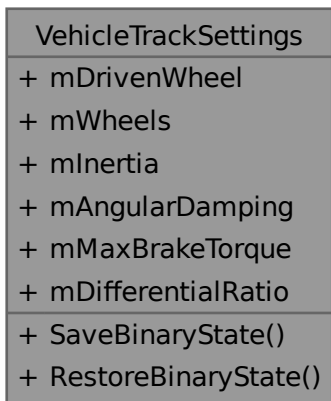 VehicleTrackSettings
+ mDrivenWheel
+ mWheels
+ mInertia
+ mAngularDamping
+ mMaxBrakeTorque
+ mDifferentialRatio
+ SaveBinaryState()
+ RestoreBinaryState()